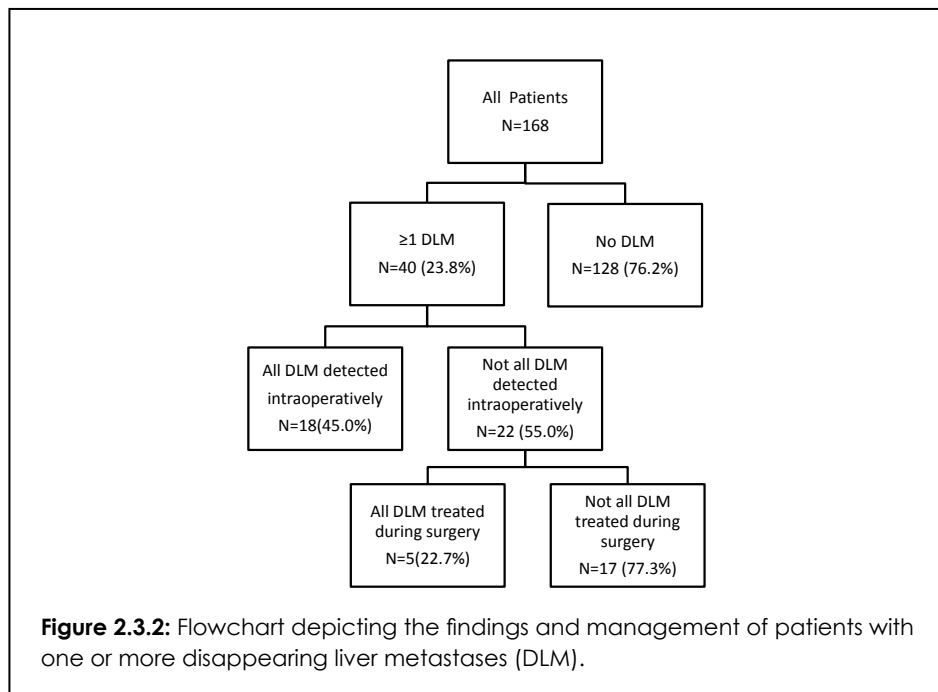 All Patients
N=168
≥1 DLM
N=40 (23.8%)
No DLM
N=128 (76.2%)
All DLM detected
intraoperatively
N=18(45.0%)
Not all DLM
detected
intraoperatively
N=22 (55.0%)
All DLM treated
during surgery
N=5(22.7%)
Not all DLM
treated during
surgery
N=17 (77.3%)
Figure 2.3.2: Flowchart depicting the findings and management of patients with
one or more disappearing liver metastases (DLM).